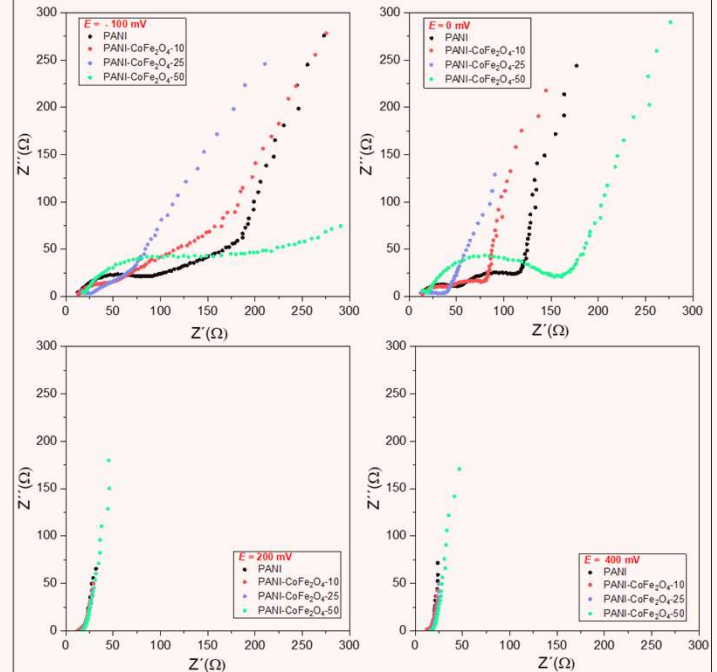 300
250
200
150
100
50
0
Z´´(Ω)
E = - 100 mV
PANI
PANI-CoFe₂O₄-10
PANI-CoFe₂O₄-25
PANI-CoFe₂O₄-50
0 50 100 150 200 250 300
Z´(Ω)
300
250
200
150
100
50
0
Z´´(Ω)
E = 0 mV
PANI
PANI-CoFe₂O₄-10
PANI-CoFe₂O₄-25
PANI-CoFe₂O₄-50
0 50 100 150 200 250 300
Z´(Ω)
300
250
200
150
100
50
0
Z´´(Ω)
E = 200 mV
PANI
PANI-CoFe₂O₄-10
PANI-CoFe₂O₄-25
PANI-CoFe₂O₄-50
0 50 100 150 200 250 300
Z´(Ω)
300
250
200
150
100
50
0
Z´´(Ω)
E = 400 mV
PANI
PANI-CoFe₂O₄-10
PANI-CoFe₂O₄-25
PANI-CoFe₂O₄-50
0 50 100 150 200 250 300
Z´(Ω)